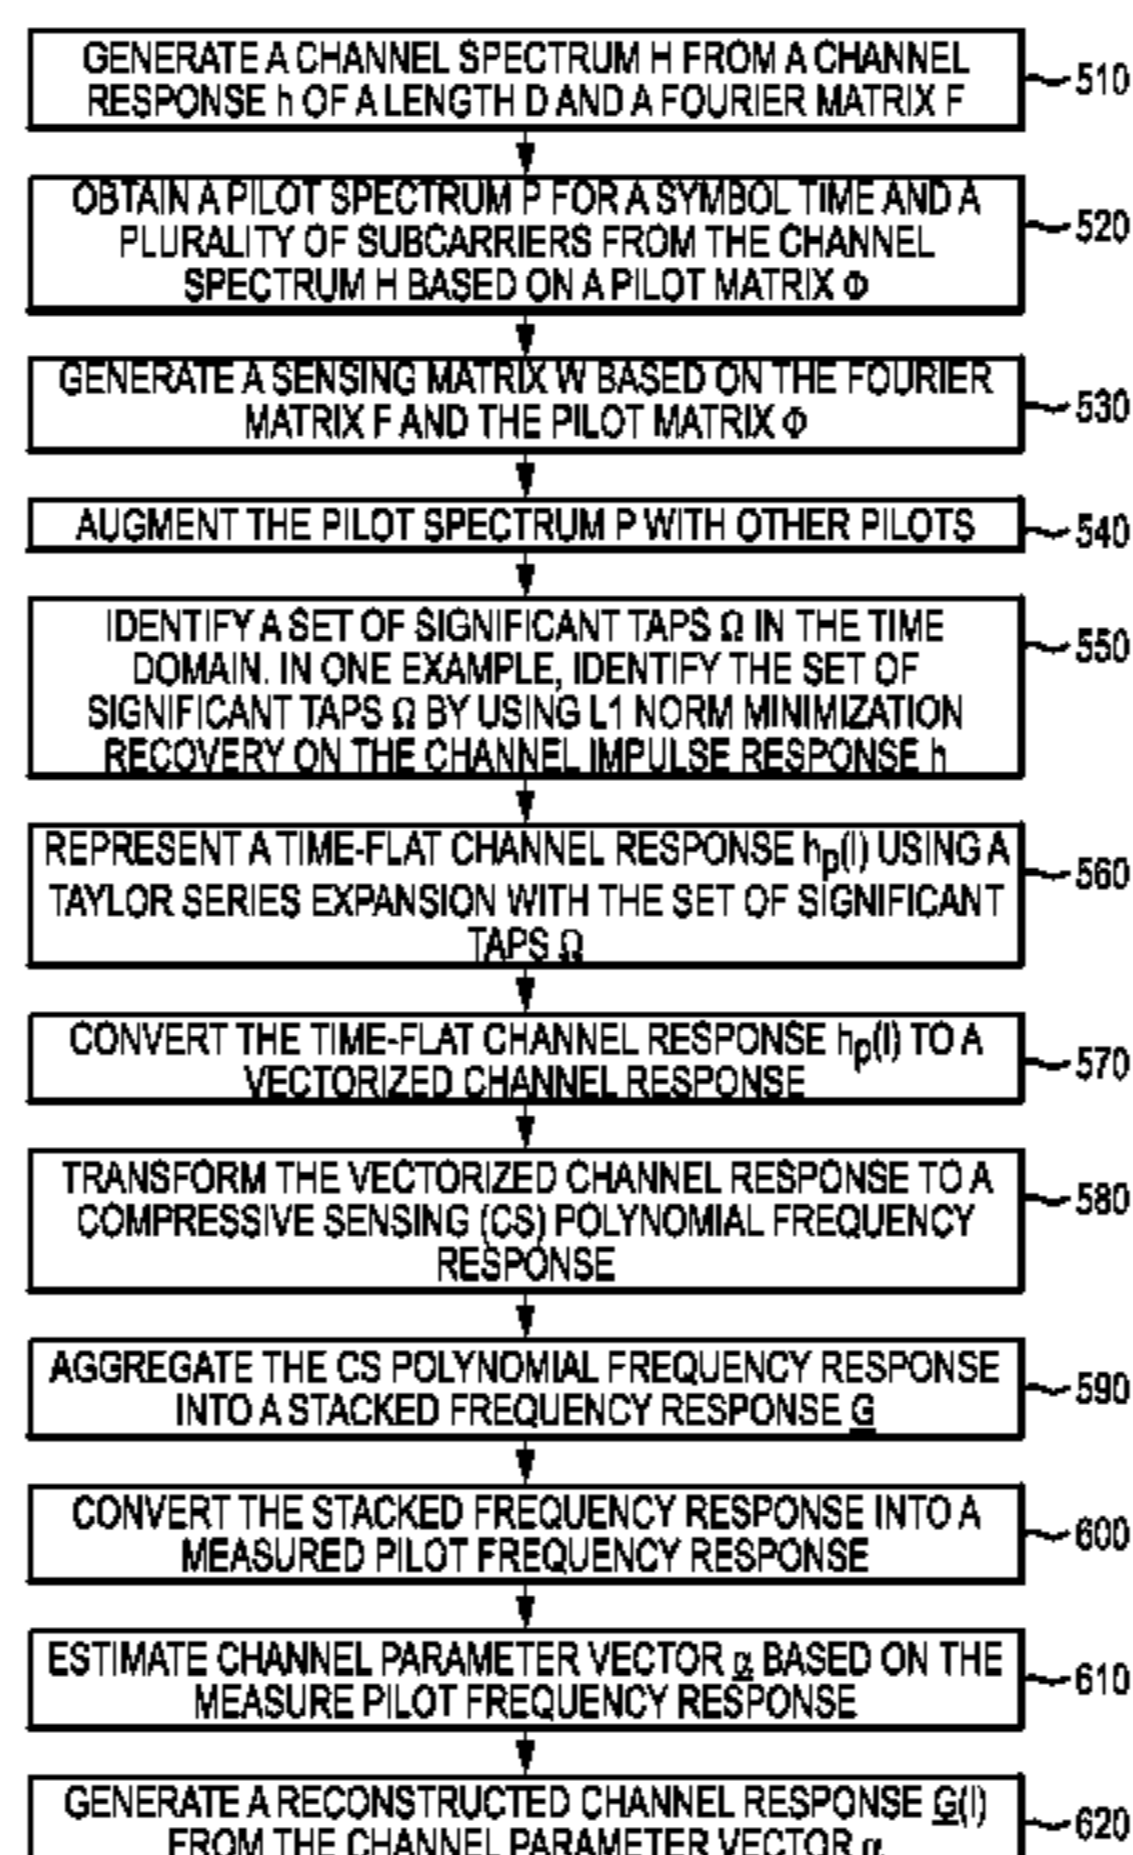 GENERATE A CHANNEL SPECTRUM H FROM A CHANNEL
RESPONSE h OF A LENGTH D AND A FOURIER MATRIX F
510
OBTAIN A PILOT SPECTRUM P FOR A SYMBOL TIME AND A
PLURALITY OF SUBCARRIERS FROM THE CHANNEL
SPECTRUM H BASED ON A PILOT MATRIX Φ
520
GENERATE A SENSING MATRIX W BASED ON THE FOURIER
MATRIX F AND THE PILOT MATRIX Φ
530
AUGMENT THE PILOT SPECTRUM P WITH OTHER PILOTS
540
IDENTIFY A SET OF SIGNIFICANT TAPS Ω IN THE TIME
DOMAIN. IN ONE EXAMPLE, IDENTIFY THE SET OF
SIGNIFICANT TAPS Ω BY USING L1 NORM MINIMIZATION
RECOVERY ON THE CHANNEL IMPULSE RESPONSE h
550
REPRESENT A TIME-FLAT CHANNEL RESPONSE hp(l) USING A
TAYLOR SERIES EXPANSION WITH THE SET OF SIGNIFICANT
TAPS Ω
560
CONVERT THE TIME-FLAT CHANNEL RESPONSE hp(l) TO A
VECTORIZED CHANNEL RESPONSE
570
TRANSFORM THE VECTORIZED CHANNEL RESPONSE TO A
COMPRESSIVE SENSING (CS) POLYNOMIAL FREQUENCY
RESPONSE
580
AGGREGATE THE CS POLYNOMIAL FREQUENCY RESPONSE
INTO A STACKED FREQUENCY RESPONSE G
590
CONVERT THE STACKED FREQUENCY RESPONSE INTO A
MEASURED PILOT FREQUENCY RESPONSE
600
ESTIMATE CHANNEL PARAMETER VECTOR α BASED ON THE
MEASURE PILOT FREQUENCY RESPONSE
610
GENERATE A RECONSTRUCTED CHANNEL RESPONSE G(l)
FROM THE CHANNEL PARAMETER VECTOR α
620